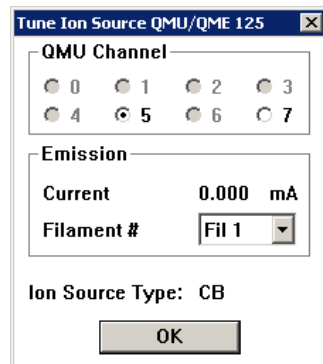 Tune Ion Source QMU/QME 125
QMU Channel
0 1 2 3
4 5 6 7
Emission
Current 0.000 mA
Filament # Fil 1
Ion Source Type: CB
OK